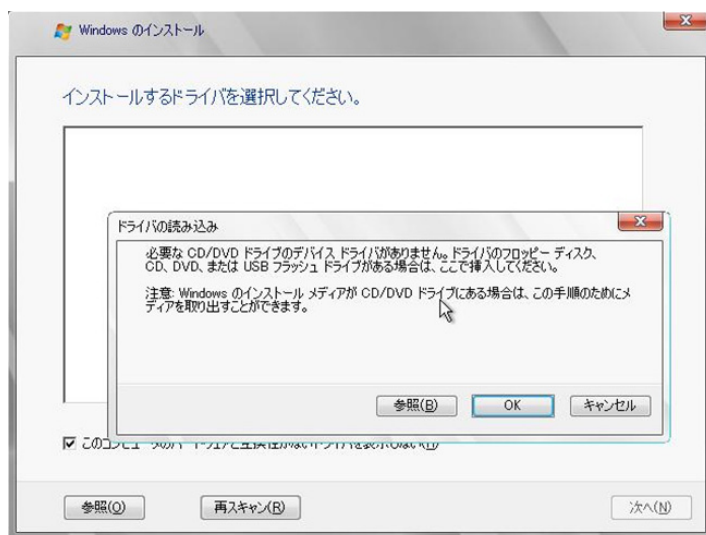 Windows のインストール
インストールするドライバを選択してください。
ドライバの読み込み
必要な CD/DVD ドライブのデバイス ドライバがありません。ドライバのフロッピー ディスク、
CD、DVD、または USB フラッシュ ドライブがある場合は、ここで挿入してください。
注意: Windows のインストール メディアが CD/DVD ドライブにある場合は、この手順のためにメ
ディアを取り出すことができます。
参照(B)
OK
キャンセル
参照(O)
再スキャン(R)
次へ(N)